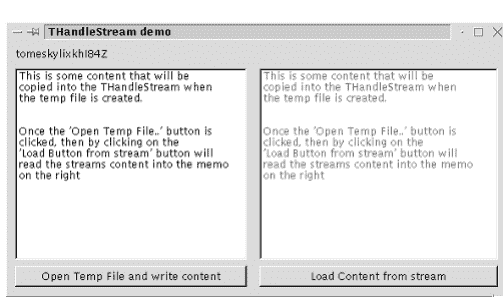 THandleStream demo
tomeskylixkhI84Z
This is some content that will be
copied into the THandleStream when
the temp file is created.
Once the 'Open Temp File..' button is
clicked, then by clicking on the
'Load Button from stream' button will
read the streams content into the memo
on the right
This is some content that will be
copied into the THandleStream when
the temp file is created.
Once the 'Open Temp File..' button is
clicked, then by clicking on the
'Load Button from stream' button will
read the streams content into the memo
on the right
Open Temp File and write content
Load Content from stream